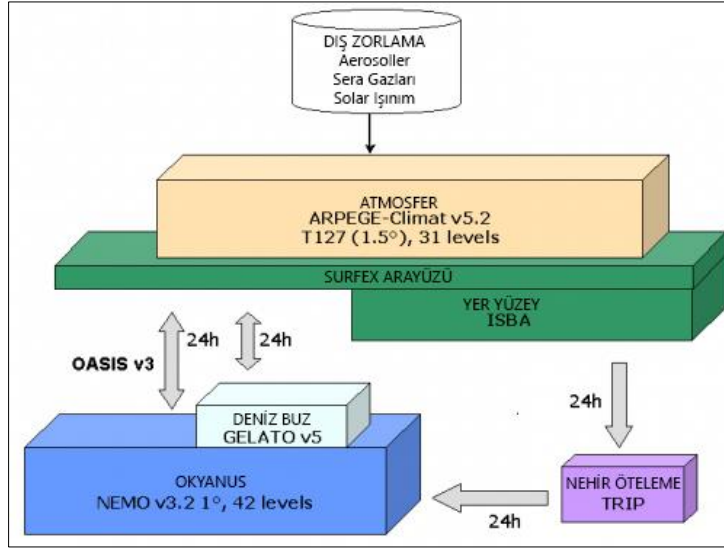 DIŞ ZORLAMA
Aerosoller
Sera Gazları
Solar Işınım
ATMOSFER
ARPEGE-Climat v5.2
T127 (1.5°), 31 levels
SURFEX ARAYÜZÜ
YER YÜZEY
ISBA
24h
24h
OASIS v3
24h
DENİZ BUZ
GELATO v5
OKYANUS
NEMO v3.2 1°, 42 levels
NEHİR ÖTELEME
TRIP
24h